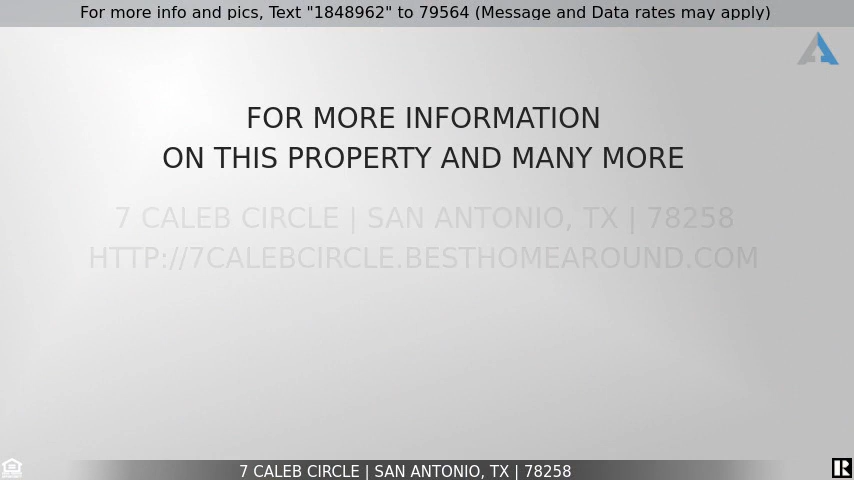 For more info and pics, Text "1848962" to 79564 (Message and Data rates may apply)
FOR MORE INFORMATION
ON THIS PROPERTY AND MANY MORE
7 CALEB CIRCLE | SAN ANTONIO, TX | 78258
HTTP://7CALEBCIRCLE.BESTHOMEAROUND.COM
7 CALEB CIRCLE | SAN ANTONIO, TX | 78258